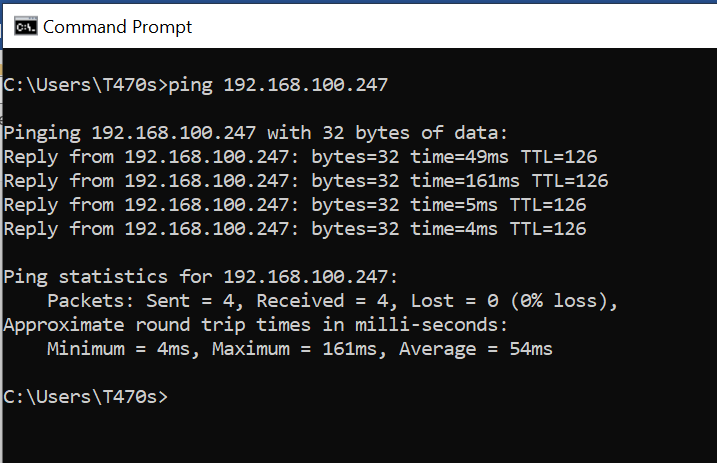 Command Prompt
C:\Users\T470s>ping 192.168.100.247
Pinging 192.168.100.247 with 32 bytes of data:
Reply from 192.168.100.247: bytes=32 time=49ms TTL=126
Reply from 192.168.100.247: bytes=32 time=161ms TTL=126
Reply from 192.168.100.247: bytes=32 time=5ms TTL=126
Reply from 192.168.100.247: bytes=32 time=4ms TTL=126
Ping statistics for 192.168.100.247:
    Packets: Sent = 4, Received = 4, Lost = 0 (0% loss),
Approximate round trip times in milli-seconds:
    Minimum = 4ms, Maximum = 161ms, Average = 54ms
C:\Users\T470s>